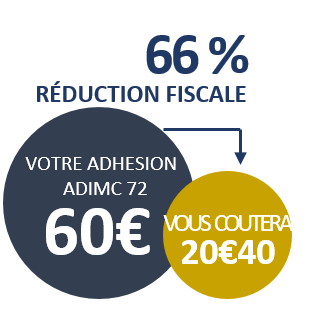 66 %
RÉDUCTION FISCALE
VOTRE ADHESION
ADIMC 72
60€
VOUS COUTERA
20€40